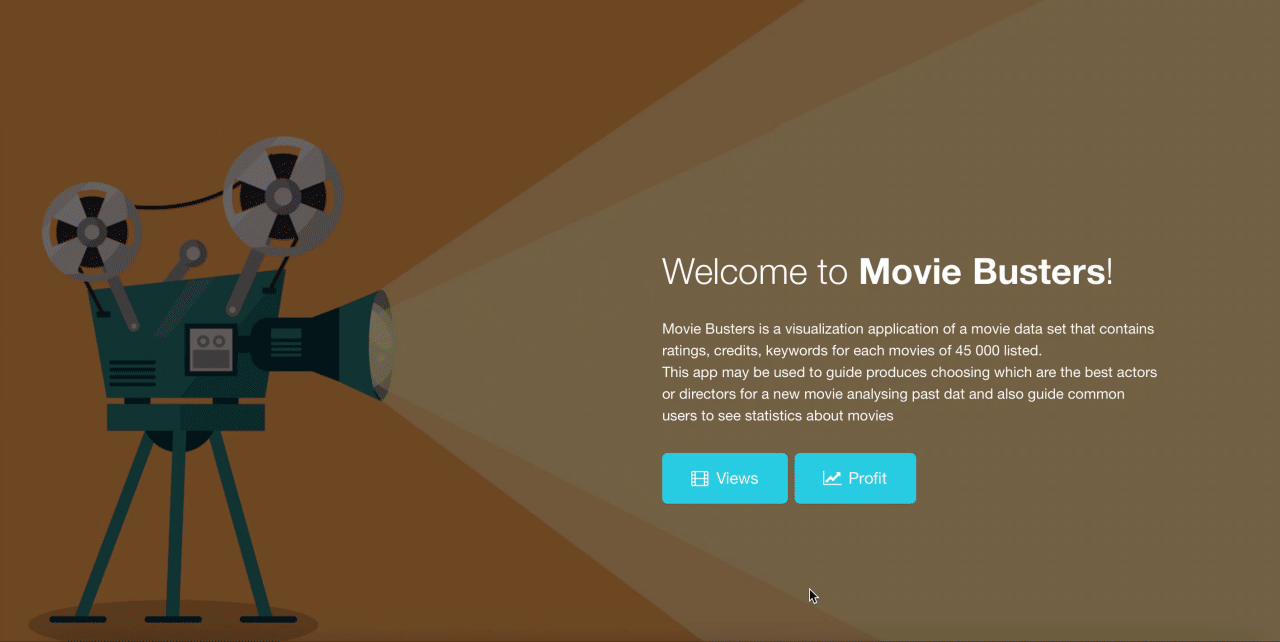 Welcome to Movie Busters!
Movie Busters is a visualization application of a movie data set that contains
ratings, credits, keywords for each movies of 45 000 listed.
This app may be used to guide produces choosing which are the best actors
or directors for a new movie analysing past dat and also guide common
users to see statistics about movies
Views
Profit